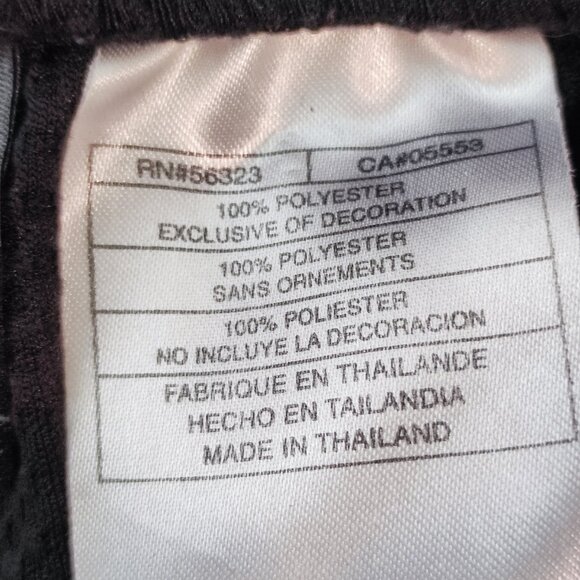 RN#56323 CA#05553
100% POLYESTER
EXCLUSIVE OF DECORATION
100% POLYESTER
SANS ORNEMENTS
100% POLIESTER
NO INCLUYE LA DECORACION
FABRIQUE EN THAILANDE
HECHO EN TAILANDIA
MADE IN THAILAND